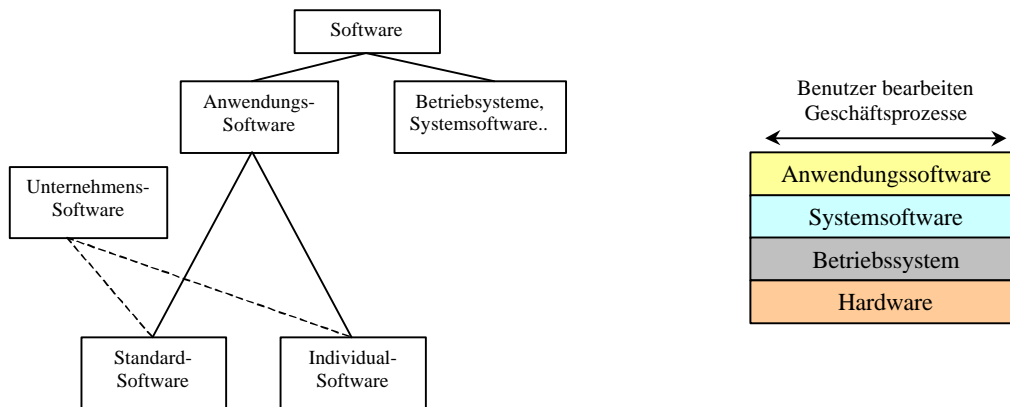 Software
Anwendungs-
Software
Betriebsysteme,
Systemsoftware..
Unternehmens-
Software
Standard-
Software
Individual-
Software
Benutzer bearbeiten
Geschäftsprozesse
Anwendungssoftware
Systemsoftware
Betriebssystem
Hardware